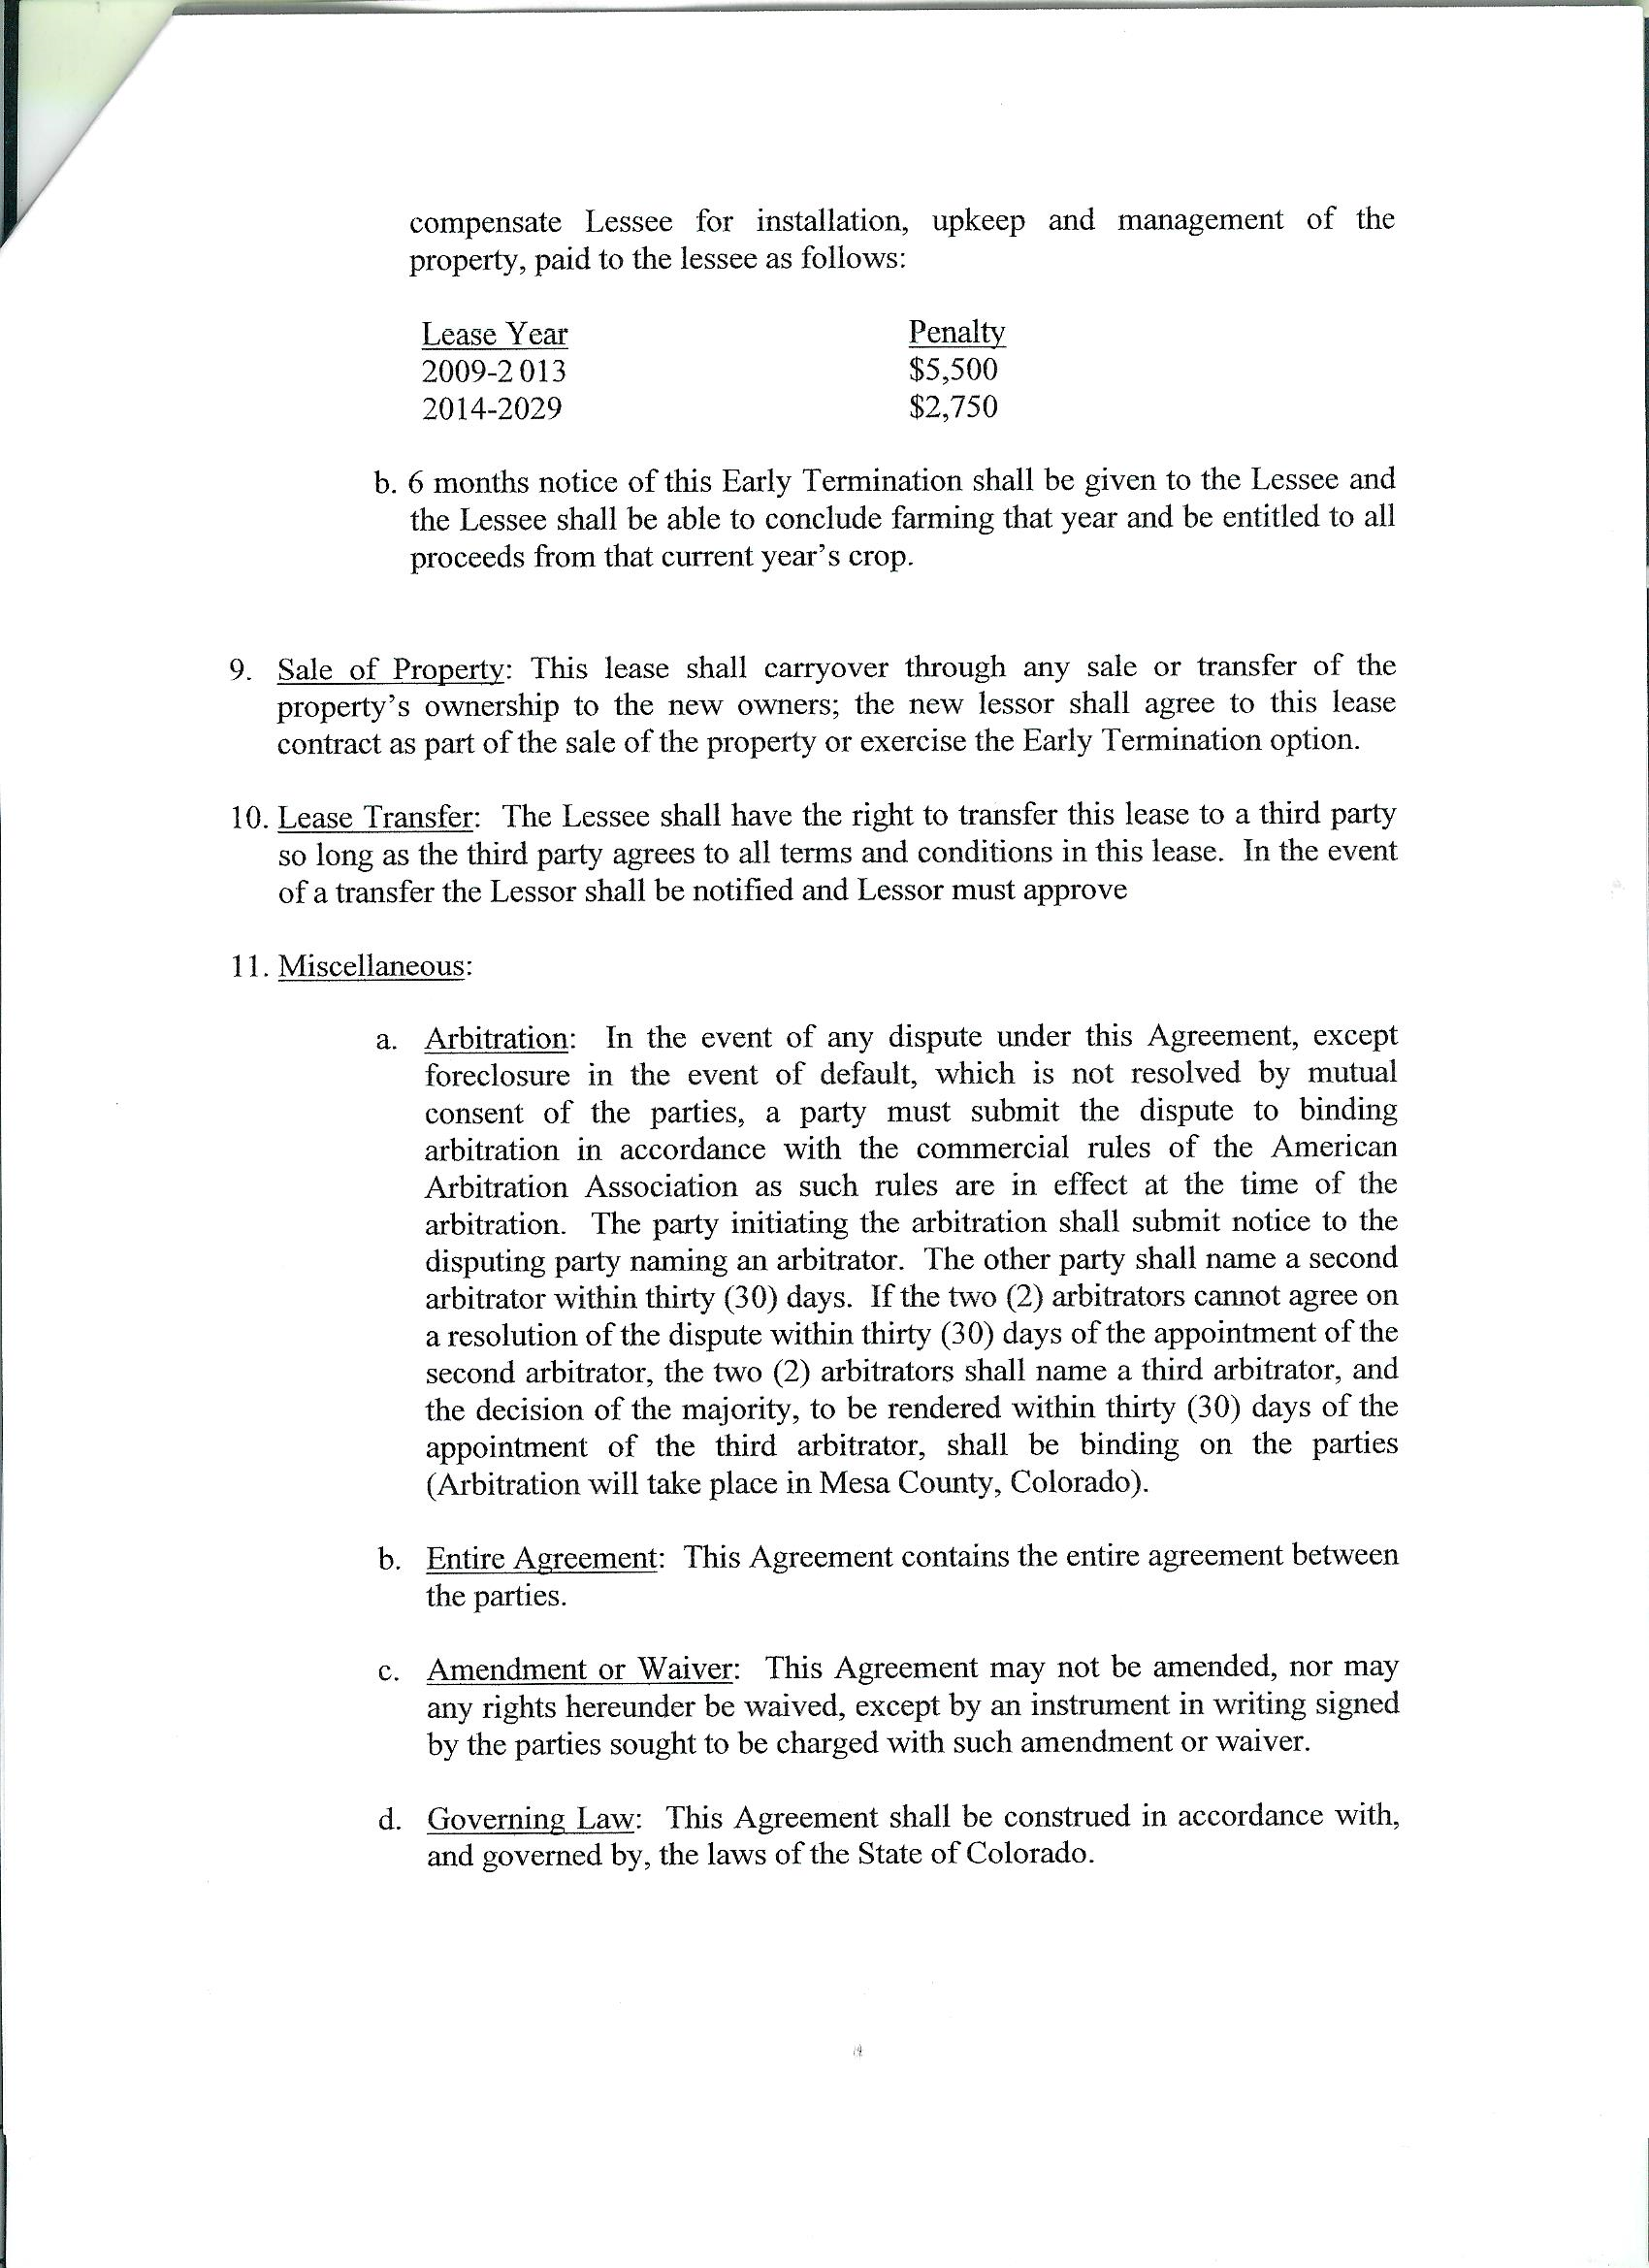 compensate Lessee for installation, upkeep and management of the
property, paid to the lessee as follows:
Lease Year Penalty
2009-2013 $5,500
2014-2029 $2,750
b. 6 months notice of this Early Termination shall be given to the Lessee and
the Lessee shall be able to conclude farming that year and be entitled to all
proceeds from that current year's crop.
9. Sale of Property: This lease shall carryover through any sale or transfer of the
property's ownership to the new owners; the new lessor shall agree to this lease
contract as part of the sale of the property or exercise the Early Termination option.
10. Lease Transfer: The Lessee shall have the right to transfer this lease to a third party
so long as the third party agrees to all terms and conditions in this lease. In the event
of a transfer the Lessor shall be notified and Lessor must approve
11. Miscellaneous:
a. Arbitration: In the event of any dispute under this Agreement, except
foreclosure in the event of default, which is not resolved by mutual
consent of the parties, a party must submit the dispute to binding
arbitration in accordance with the commercial rules of the American
Arbitration Association as such rules are in effect at the time of the
arbitration. The party initiating the arbitration shall submit notice to the
disputing party naming an arbitrator. The other party shall name a second
arbitrator within thirty (30) days. If the two (2) arbitrators cannot agree on
a resolution of the dispute within thirty (30) days of the appointment of the
second arbitrator, the two (2) arbitrators shall name a third arbitrator, and
the decision of the majority, to be rendered within thirty (30) days of the
appointment of the third arbitrator, shall be binding on the parties
(Arbitration will take place in Mesa County, Colorado).
b. Entire Agreement: This Agreement contains the entire agreement between
the parties.
c. Amendment or Waiver: This Agreement may not be amended, nor may
any rights hereunder be waived, except by an instrument in writing signed
by the parties sought to be charged with such amendment or waiver.
d. Governing Law: This Agreement shall be construed in accordance with,
and governed by, the laws of the State of Colorado.